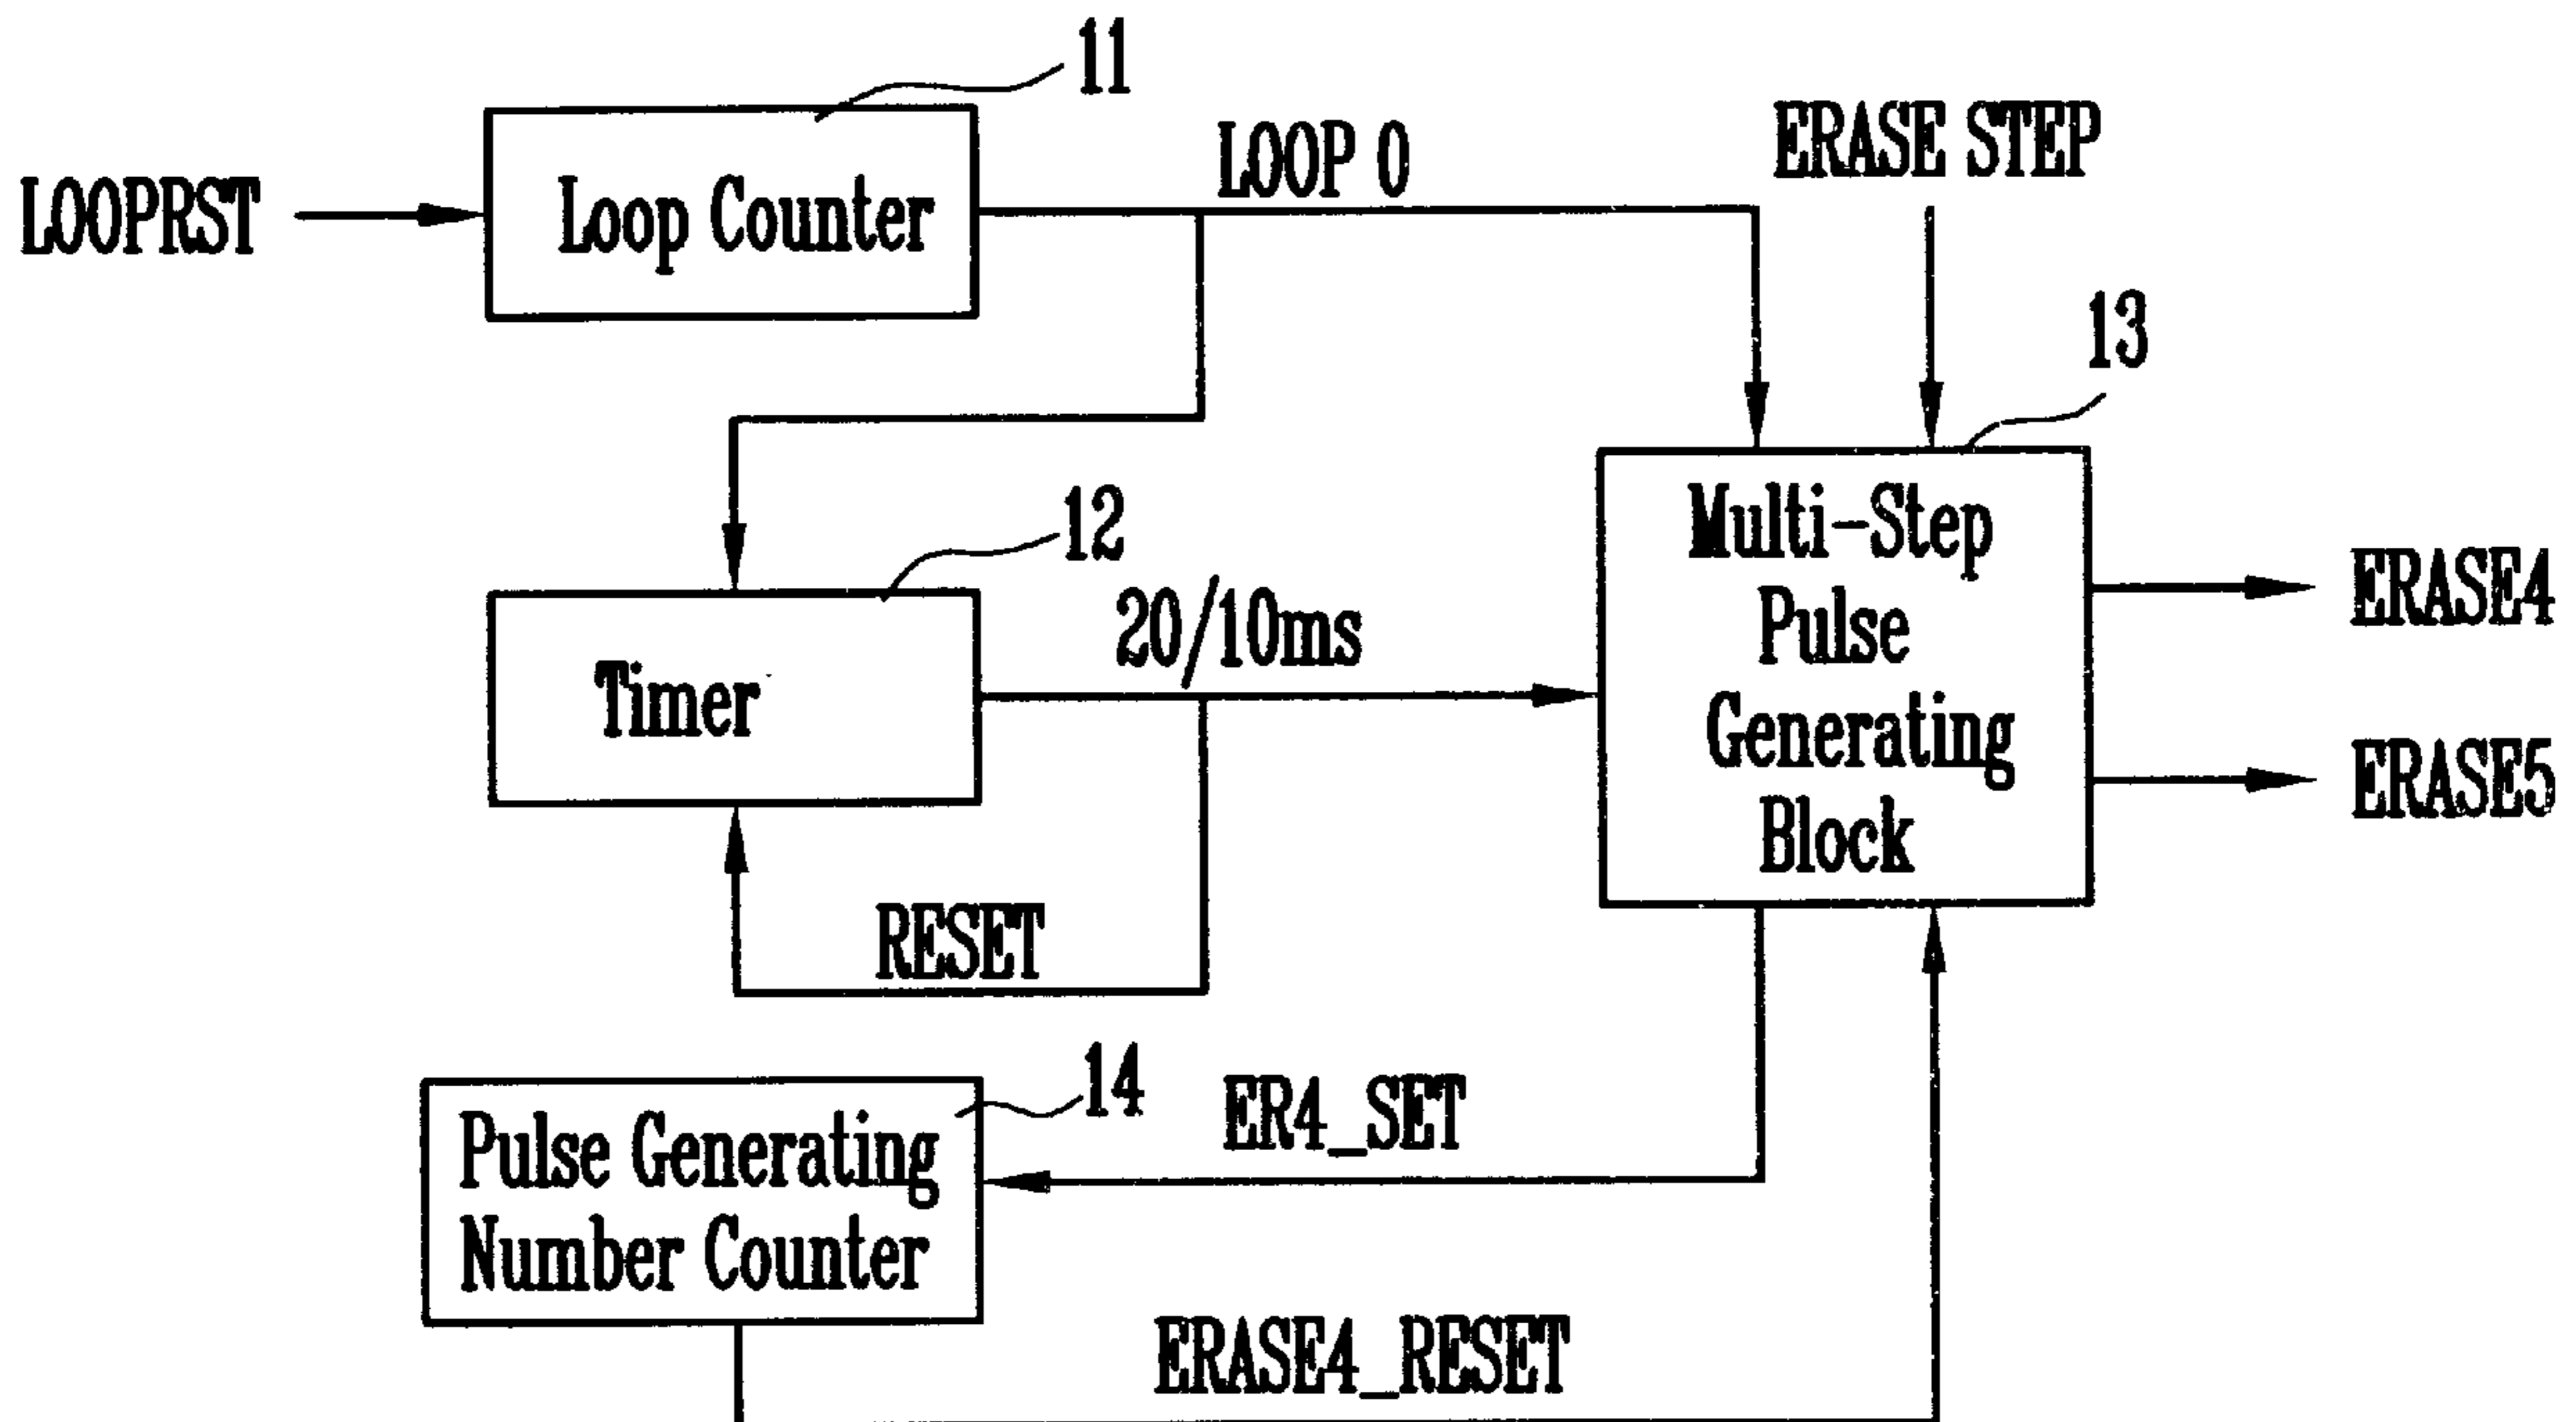 11
LOOPRST
Loop Counter
LOOP 0
ERASE STEP
13
12
Timer
20/10ms
Multi-Step
Pulse
Generating
Block
ERASE4
ERASE5
RESET
14
Pulse Generating
Number Counter
ER4_SET
ERASE4_RESET